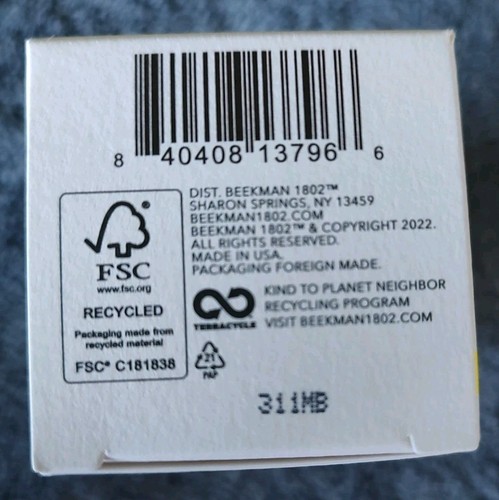 8 40408 13796 6
DIST. BEEKMAN 1802™
SHARON SPRINGS, NY 13459
BEEKMAN1802.COM
BEEKMAN 1802™ & COPYRIGHT 2022.
ALL RIGHTS RESERVED.
MADE IN USA.
PACKAGING FOREIGN MADE.
FSC
www.fsc.org
RECYCLED
Packaging made from
recycled material
FSC® C181838
TERRACYCLE
KIND TO PLANET NEIGHBOR
RECYCLING PROGRAM
VISIT BEEKMAN1802.COM
21
PAP
311MB